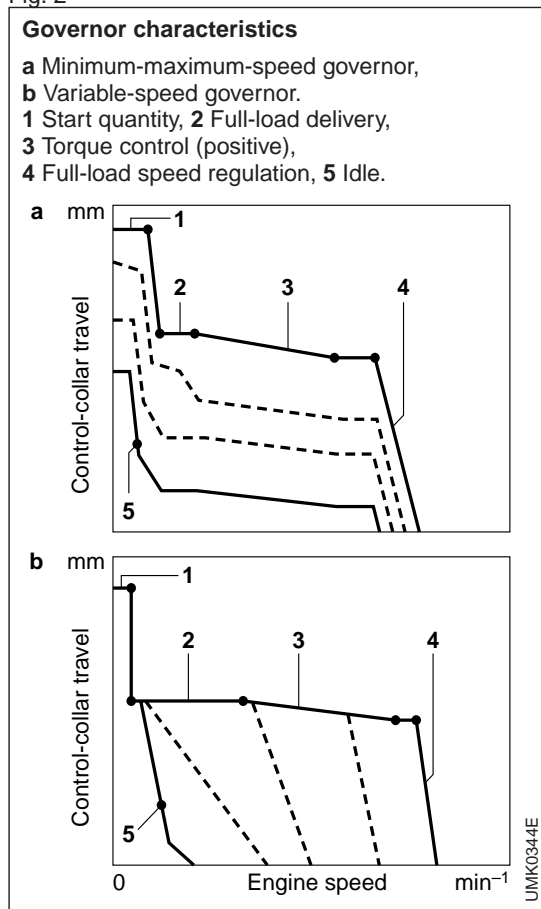 Governor characteristics
a Minimum-maximum-speed governor,
b Variable-speed governor.
1 Start quantity, 2 Full-load delivery,
3 Torque control (positive),
4 Full-load speed regulation, 5 Idle.
a mm
1
2 3 4
Control-collar travel
5
b mm
1
2 3 4
Control-collar travel
5
0 Engine speed min⁻¹
UMK0344E